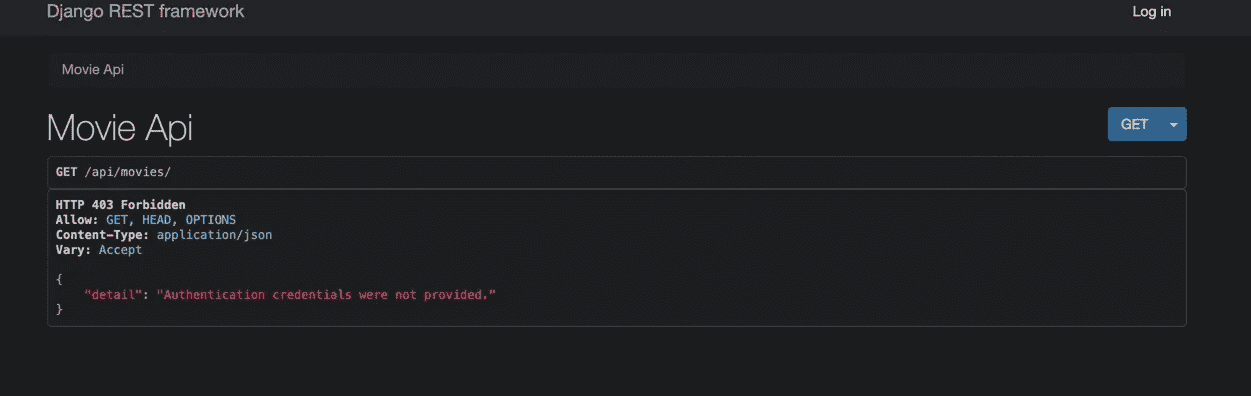 Django REST framework
Log in
Movie Api
Movie Api
GET
GET /api/movies/
HTTP 403 Forbidden
Allow: GET, HEAD, OPTIONS
Content-Type: application/json
Vary: Accept
{
"detail": "Authentication credentials were not provided."
}